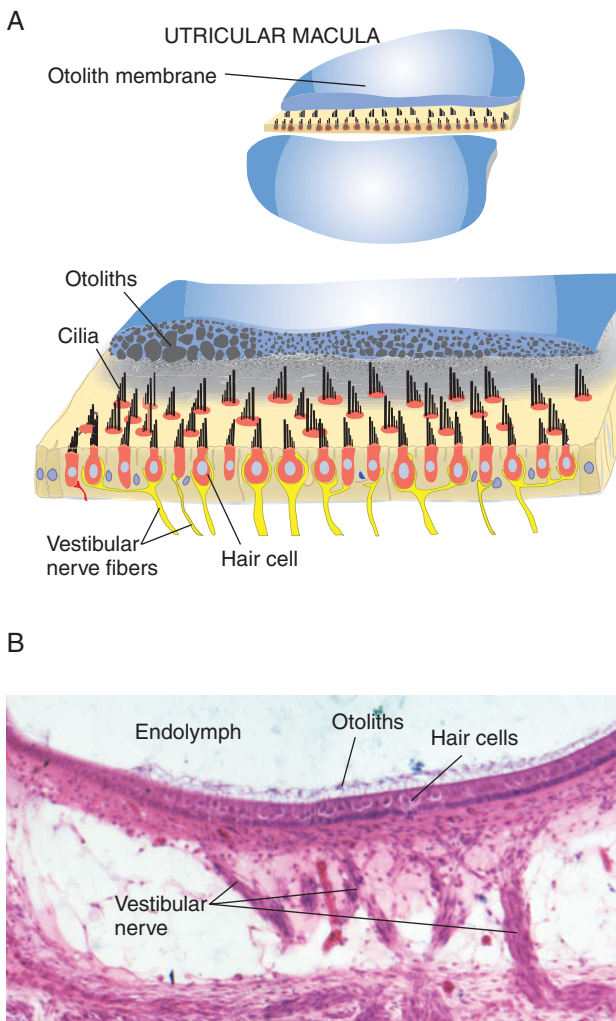 A
UTRICULAR MACULA
Otolith membrane
Otoliths
Cilia
Vestibular
nerve fibers
Hair cell
B
Endolymph
Otoliths
Hair cells
Vestibular
nerve